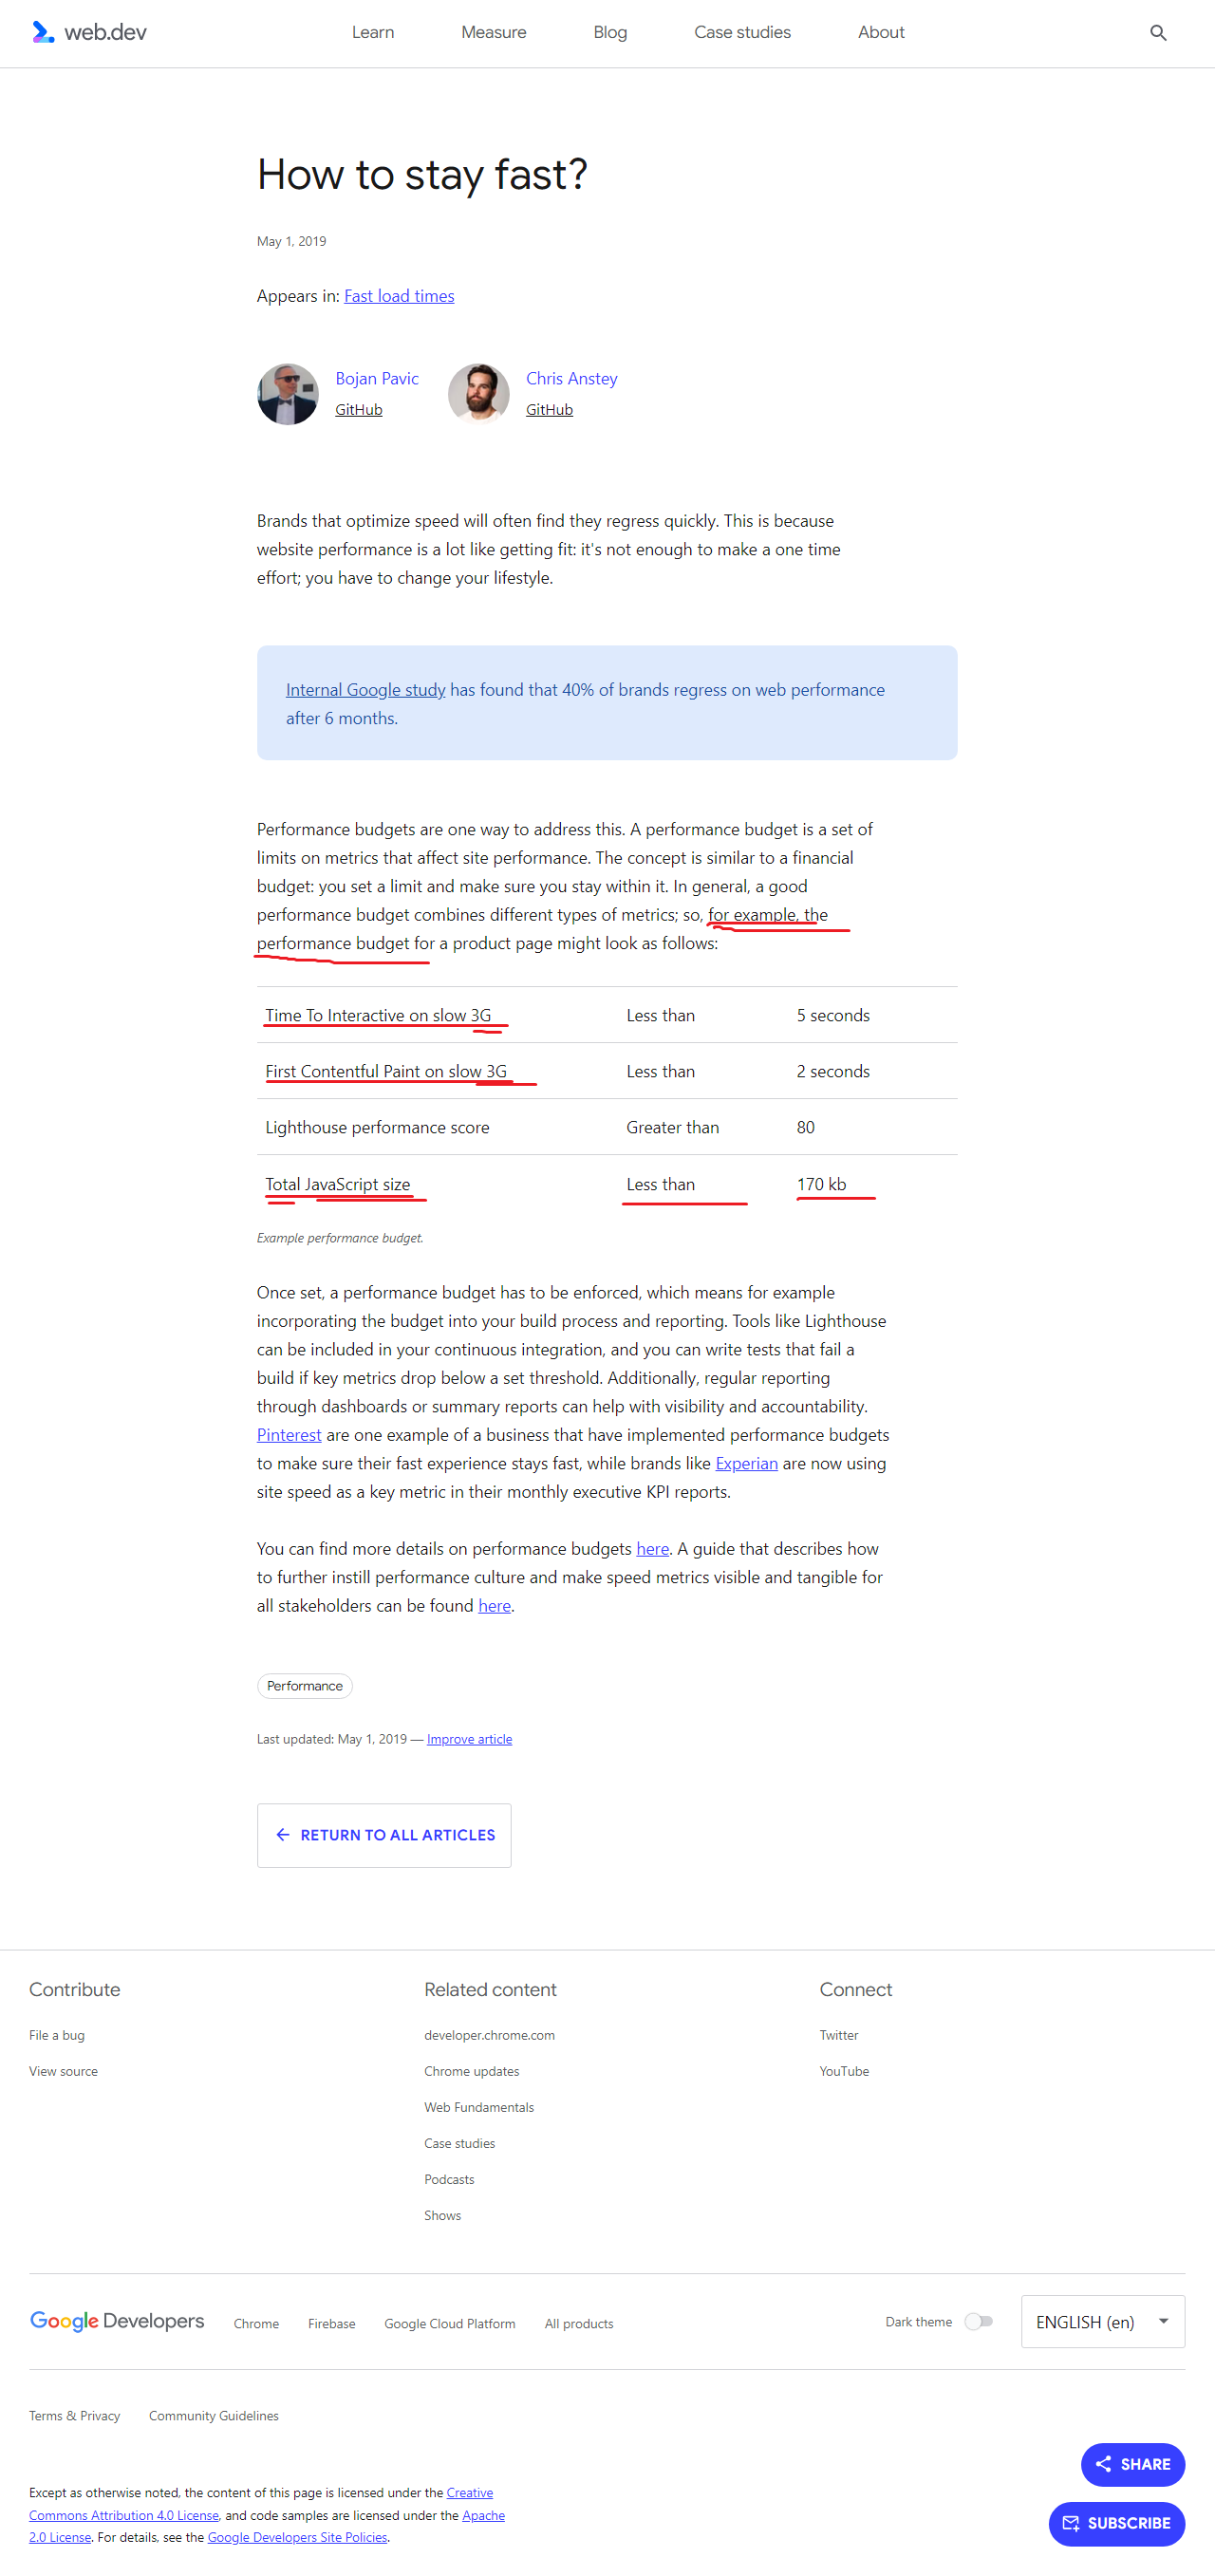 web.dev
Learn
Measure
Blog
Case studies
About
How to stay fast?
May 1, 2019
Appears in: Fast load times
Bojan Pavic
GitHub
Chris Anstey
GitHub
Brands that optimize speed will often find they regress quickly. This is because
website performance is a lot like getting fit: it's not enough to make a one time
effort; you have to change your lifestyle.
Internal Google study has found that 40% of brands regress on web performance
after 6 months.
Performance budgets are one way to address this. A performance budget is a set of
limits on metrics that affect site performance. The concept is similar to a financial
budget: you set a limit and make sure you stay within it. In general, a good
performance budget combines different types of metrics; so, for example, the
performance budget for a product page might look as follows:
Time To Interactive on slow 3G Less than 5 seconds
First Contentful Paint on slow 3G Less than 2 seconds
Lighthouse performance score Greater than 80
Total JavaScript size Less than 170 kb
Example performance budget.
Once set, a performance budget has to be enforced, which means for example
incorporating the budget into your build process and reporting. Tools like Lighthouse
can be included in your continuous integration, and you can write tests that fail a
build if key metrics drop below a set threshold. Additionally, regular reporting
through dashboards or summary reports can help with visibility and accountability.
Pinterest are one example of a business that have implemented performance budgets
to make sure their fast experience stays fast, while brands like Experian are now using
site speed as a key metric in their monthly executive KPI reports.
You can find more details on performance budgets here. A guide that describes how
to further instill performance culture and make speed metrics visible and tangible for
all stakeholders can be found here.
Performance
Last updated: May 1, 2019 — Improve article
RETURN TO ALL ARTICLES
Contribute
File a bug
View source
Related content
developer.chrome.com
Chrome updates
Web Fundamentals
Case studies
Podcasts
Shows
Connect
Twitter
YouTube
Google Developers
Chrome
Firebase
Google Cloud Platform
All products
Dark theme
ENGLISH (en)
Terms & Privacy
Community Guidelines
SHARE
SUBSCRIBE
Except as otherwise noted, the content of this page is licensed under the Creative
Commons Attribution 4.0 License, and code samples are licensed under the Apache
2.0 License. For details, see the Google Developers Site Policies.